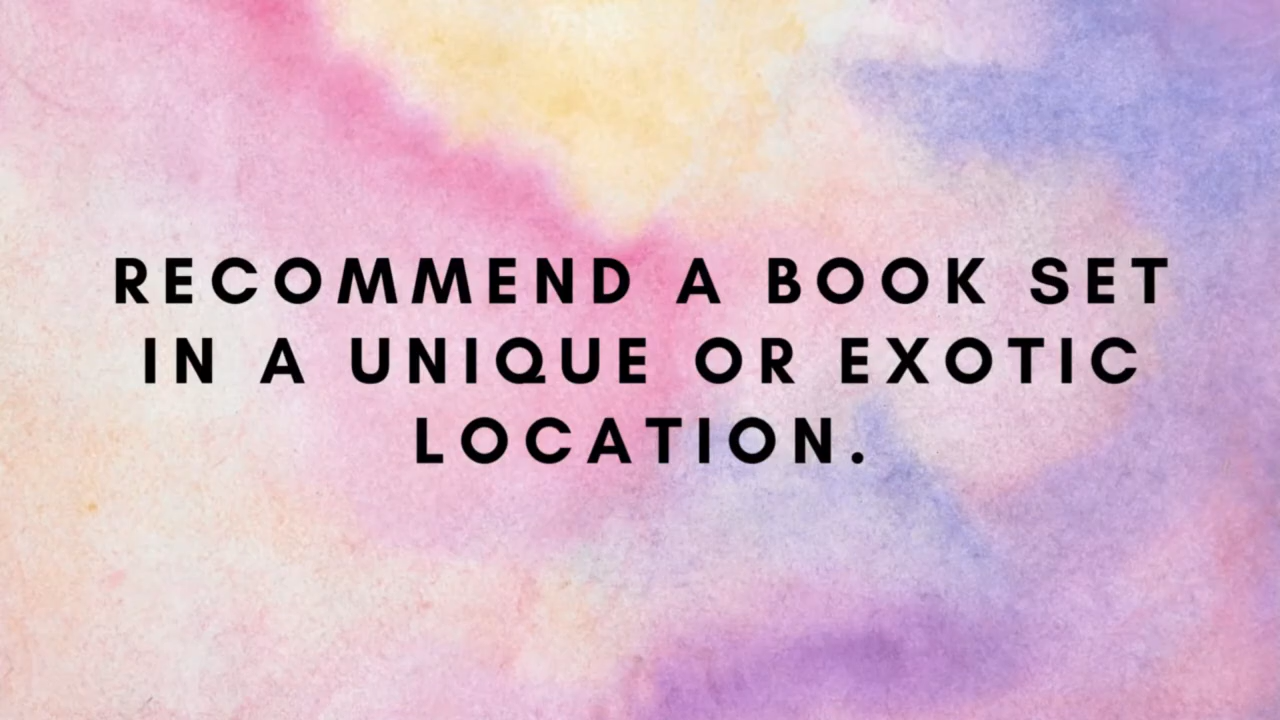 RECOMMEND A BOOK SET
IN A UNIQUE OR EXOTIC
LOCATION.